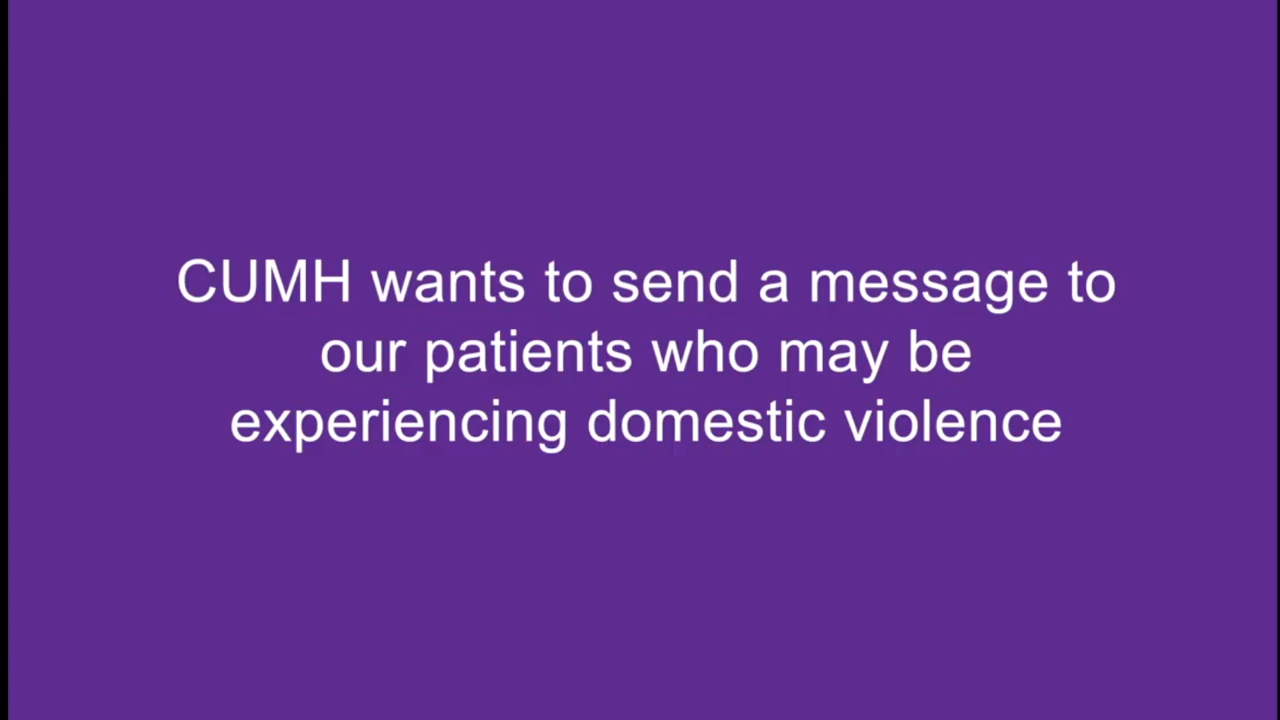 CUMH wants to send a message to
our patients who may be
experiencing domestic violence